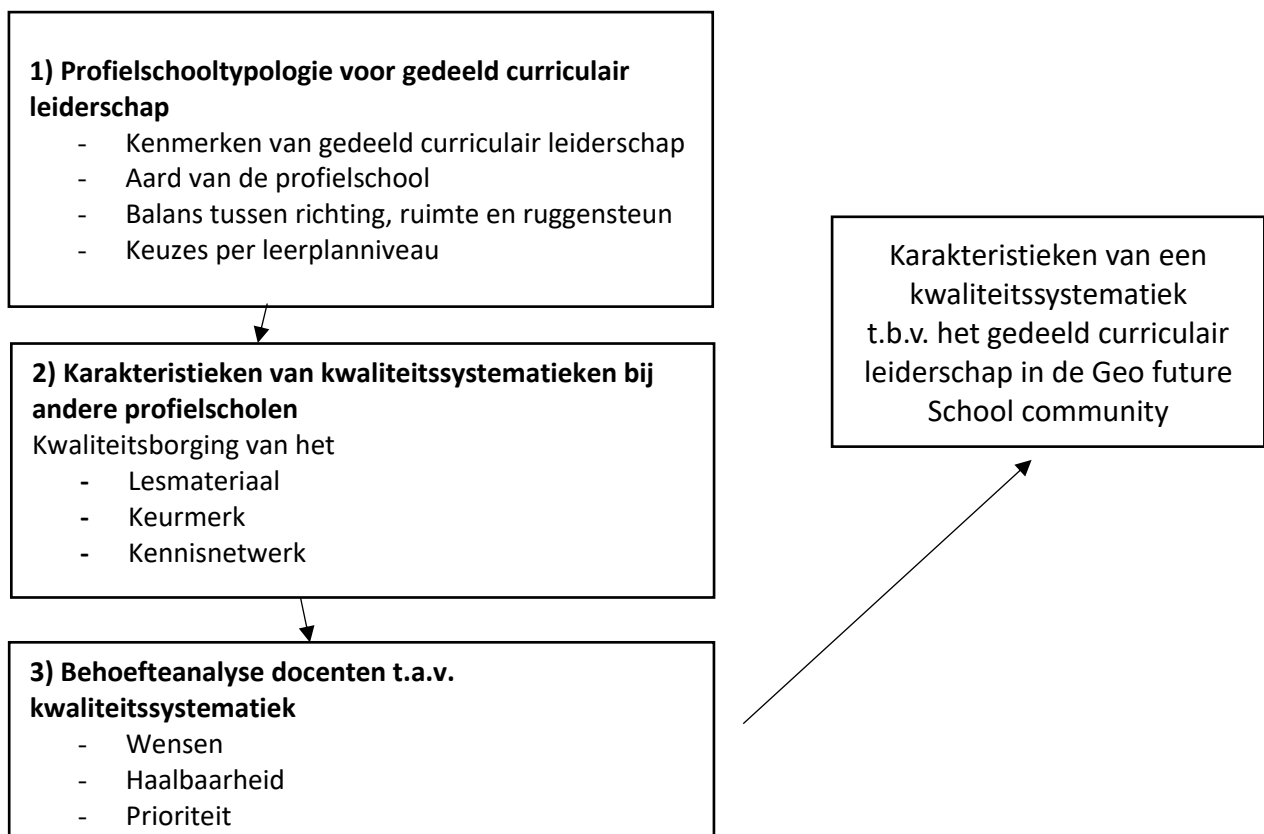 1) Profielschooltypologie voor gedeeld curriculair
leiderschap
- Kenmerken van gedeeld curriculair leiderschap
- Aard van de profielschool
- Balans tussen richting, ruimte en ruggensteun
- Keuzes per leerplanniveau
2) Karakteristieken van kwaliteitssystematieken bij
andere profielscholen
Kwaliteitsborging van het
- Lesmateriaal
- Keurmerk
- Kennisnetwerk
3) Behoefteanalyse docenten t.a.v.
kwaliteitssystematiek
- Wensen
- Haalbaarheid
- Prioriteit
Karakteristieken van een
kwaliteitssystematiek
t.b.v. het gedeeld curriculair
leiderschap in de Geo future
School community